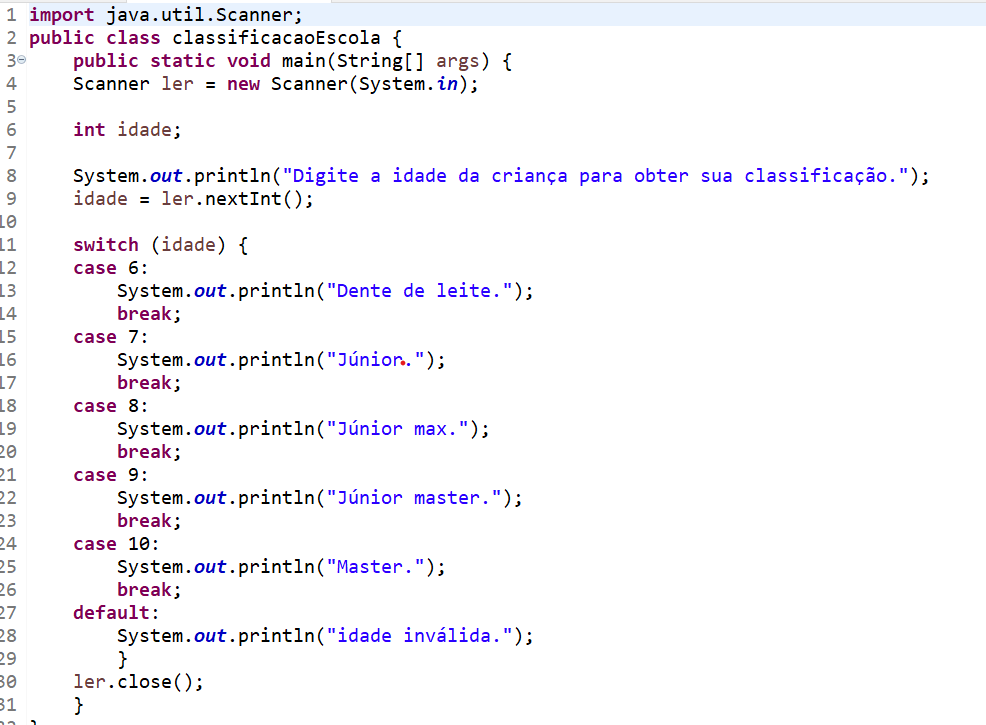 1 import java.util.Scanner;
2 public class classificacaoEscola {
3 public static void main(String[] args) {
4 Scanner ler = new Scanner(System.in);
5
6 int idade;
7
8 System.out.println("Digite a idade da criança para obter sua classificação.");
9 idade = ler.nextInt();
10
11 switch (idade) {
12 case 6:
13 System.out.println("Dente de leite.");
14 break;
15 case 7:
16 System.out.println("Júnior.");
17 break;
18 case 8:
19 System.out.println("Júnior max.");
20 break;
21 case 9:
22 System.out.println("Júnior master.");
23 break;
24 case 10:
25 System.out.println("Master.");
26 break;
27 default:
28 System.out.println("idade inválida.");
29 }
30 ler.close();
31 }